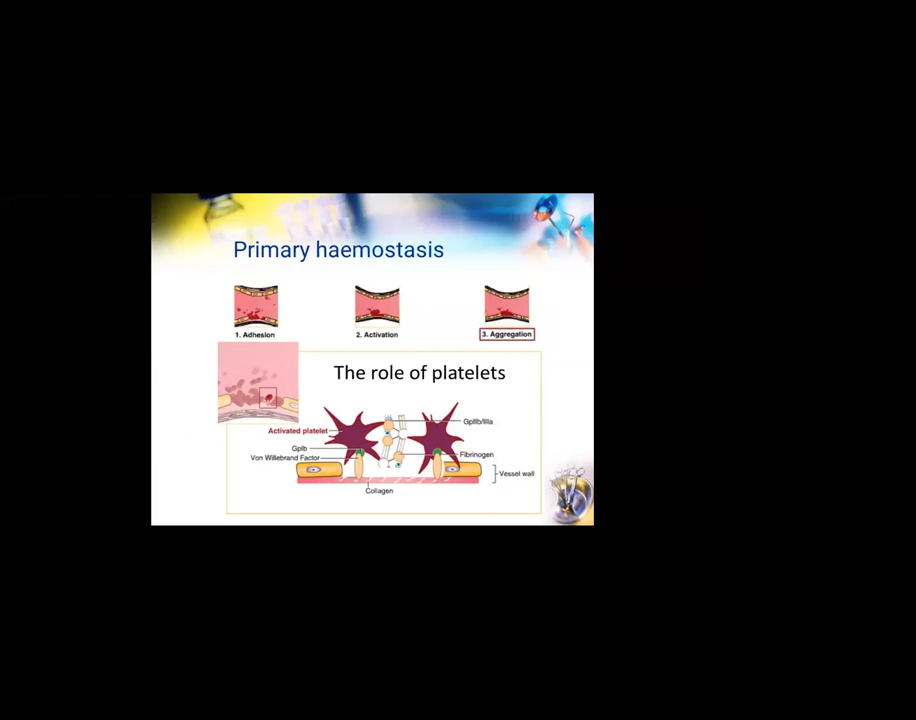 Primary haemostasis
1. Adhesion
2. Activation
3. Aggregation
The role of platelets
GpIIb/IIIa
Activated platelet
GpIb
Von Willebrand Factor
Fibrinogen
Vessel wall
Collagen